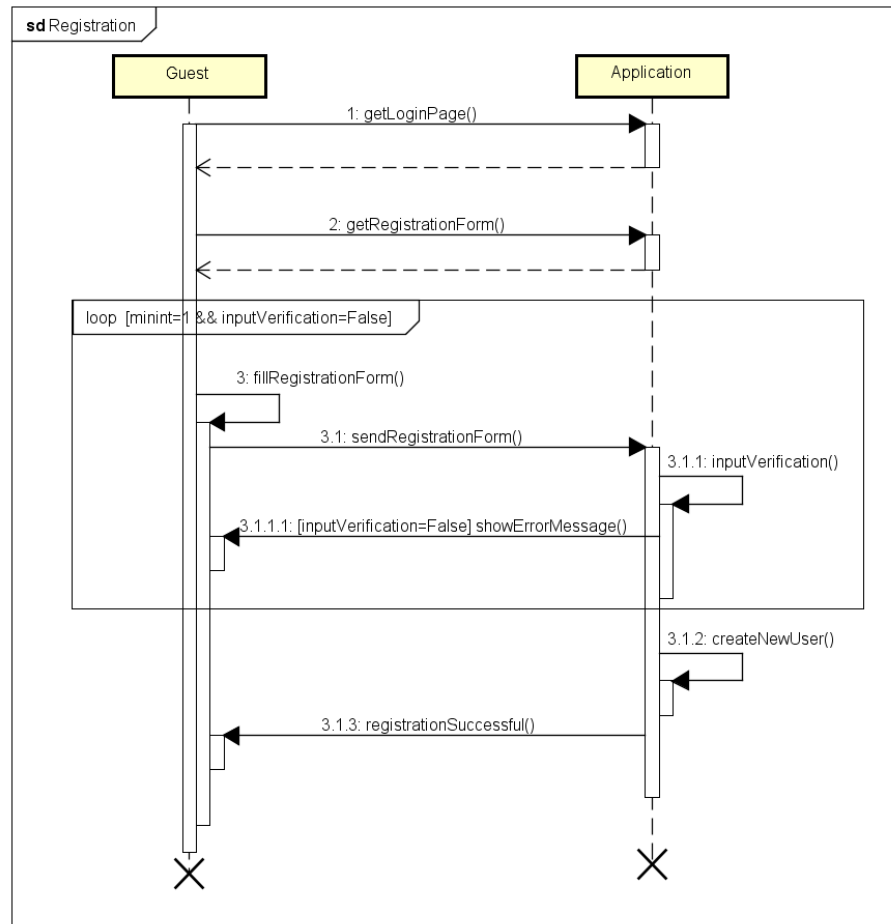 sd Registration
Guest
Application
1: getLoginPage()
2: getRegistrationForm()
loop [minint=1 && inputVerification=False]
3: fillRegistrationForm()
3.1: sendRegistrationForm()
3.1.1: inputVerification()
3.1.1.1: [inputVerification=False] showErrorMessage()
3.1.2: createNewUser()
3.1.3: registrationSuccessful()